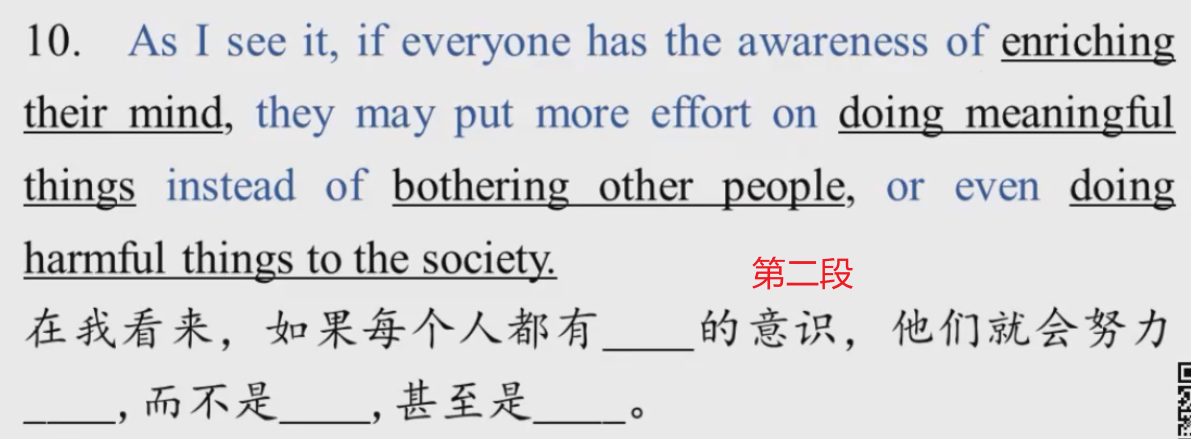 10. As I see it, if everyone has the awareness of enriching
their mind, they may put more effort on doing meaningful
things instead of bothering other people, or even doing
harmful things to the society.
第二段
在我看来，如果每个人都有____的意识，他们就会努力
____，而不是____，甚至是____。